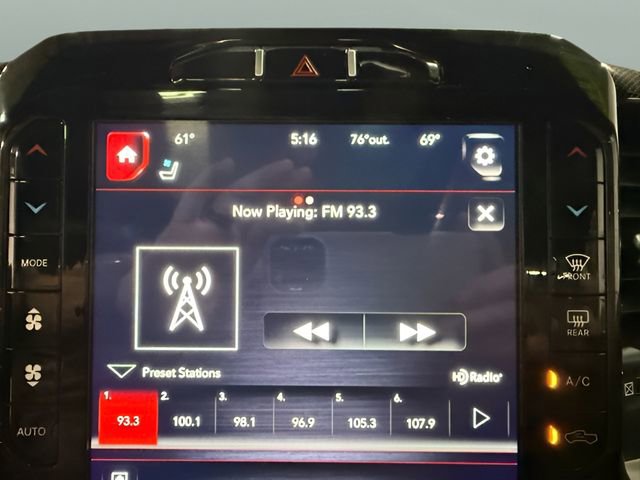 61° 5:16 76°out. 69°
Now Playing: FM 93.3
MODE
FRONT
REAR
Preset Stations HD Radio
1. 2. 3. 4. 5. 6.
93.3 100.1 98.1 96.9 105.3 107.9
A/C
AUTO